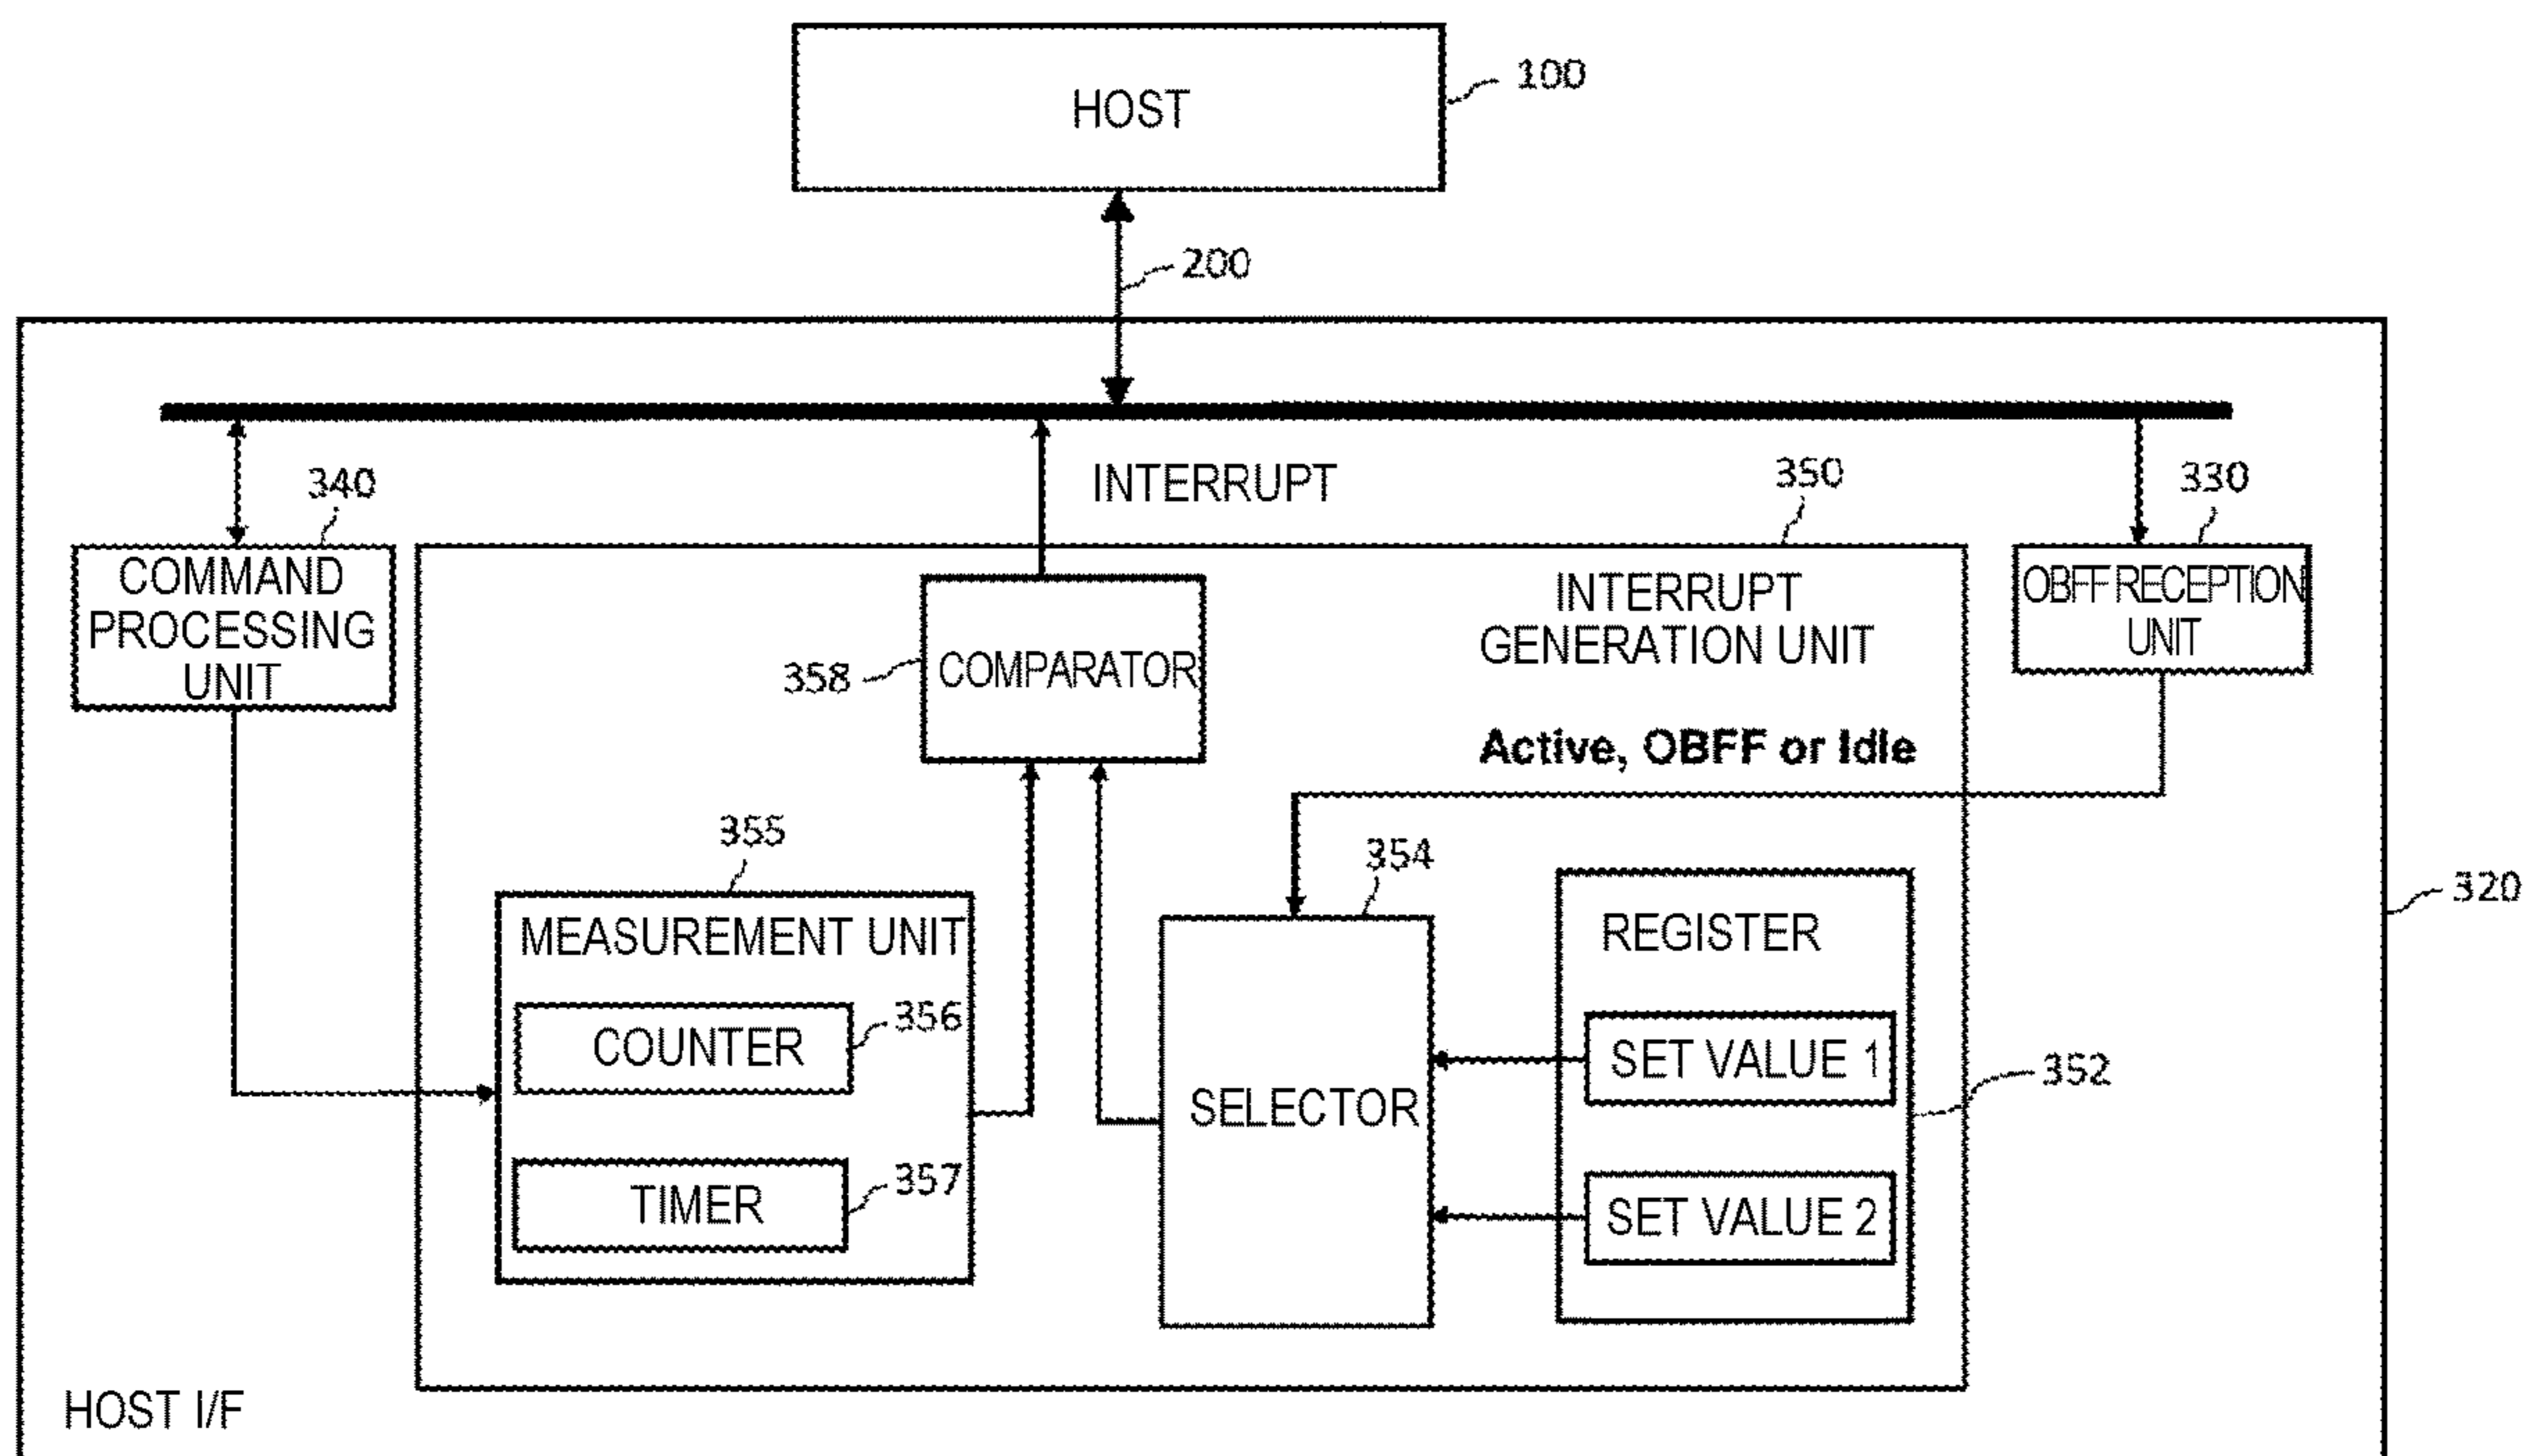 HOST
100
200
INTERRUPT
340
350
330
COMMAND
PROCESSING
UNIT
INTERRUPT
GENERATION UNIT
OBFF RECEPTION
UNIT
358
COMPARATOR
Active, OBFF or Idle
355
354
320
MEASUREMENT UNIT
REGISTER
COUNTER
356
SET VALUE 1
352
SELECTOR
TIMER
357
SET VALUE 2
HOST I/F